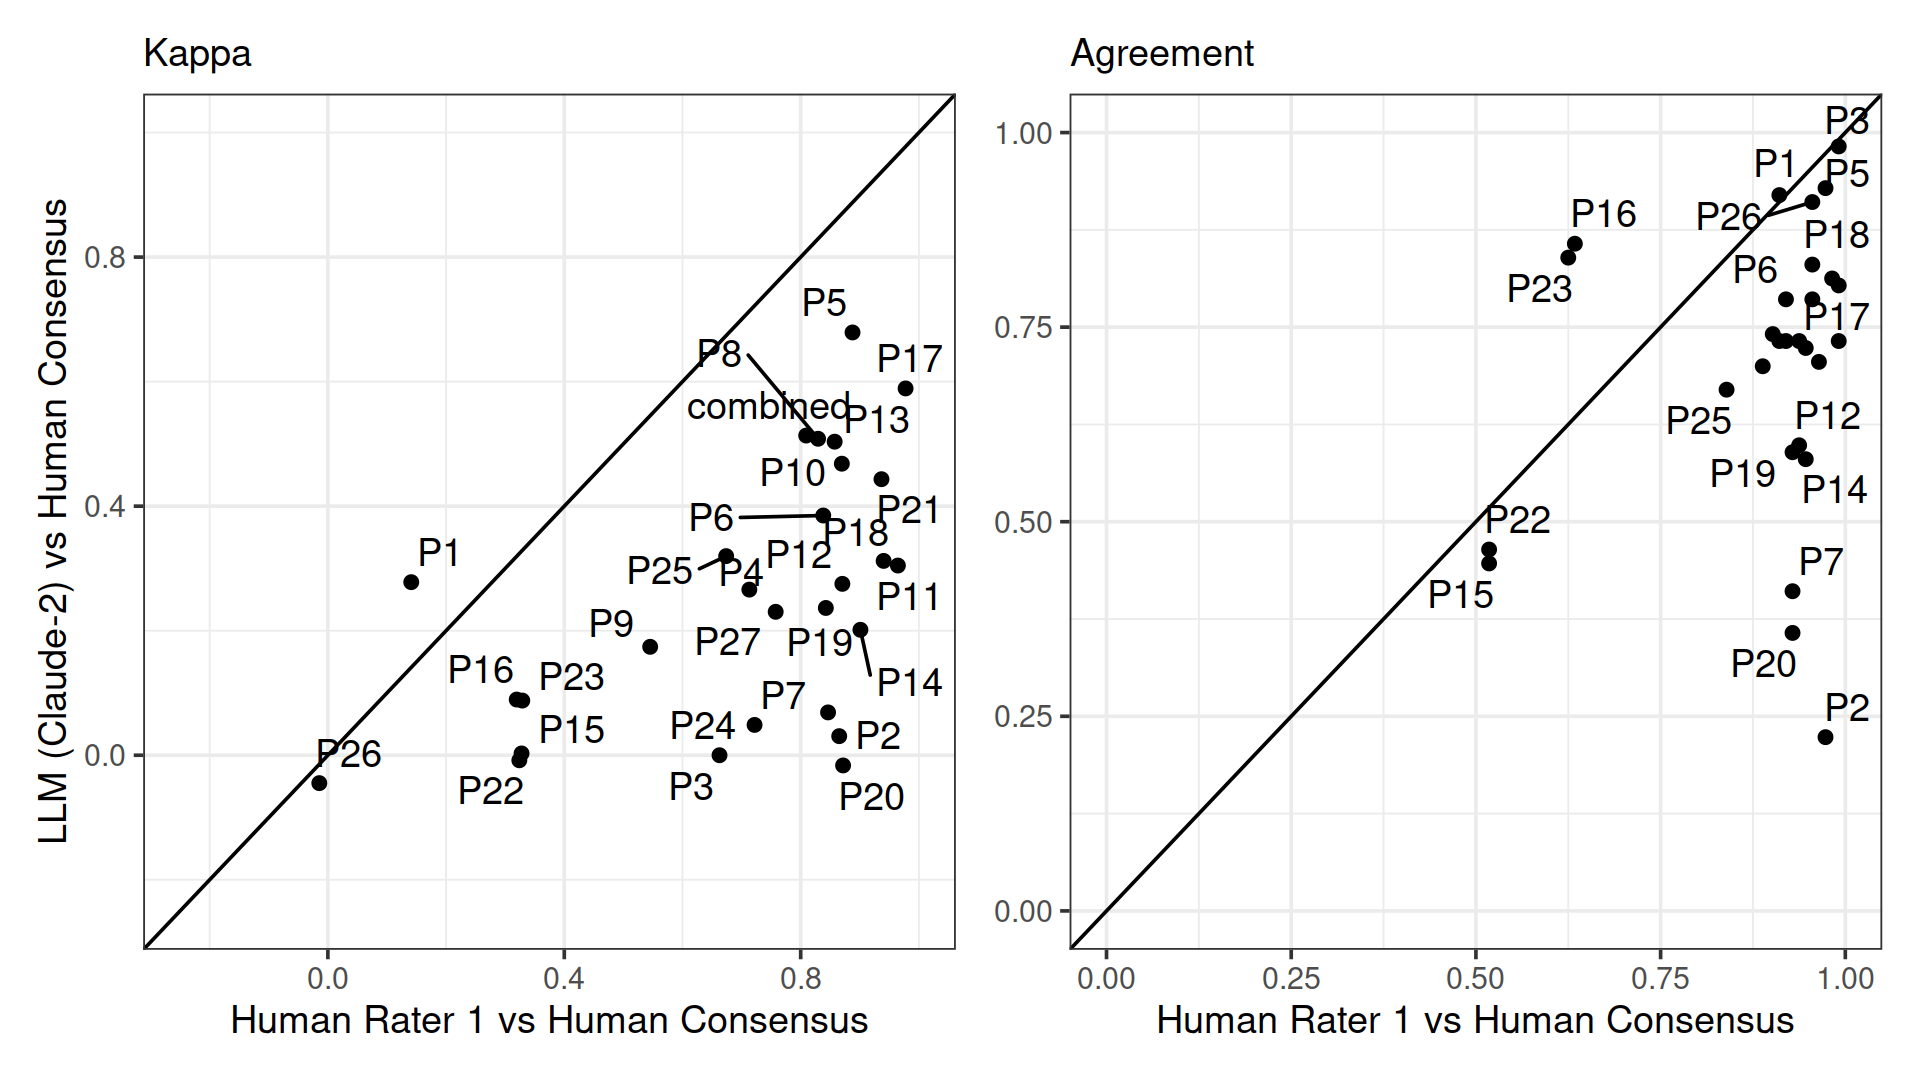 Kappa
Agreement
LLM (Claude-2) vs Human Consensus
0.8
0.4
0.0
P5
P8
P17
combined
P13
P10
P21
P6
P18
P12
P25
P4
P1
P11
P9
P27
P19
P16
P23
P14
P7
P15
P24
P2
P26
P22
P3
P20
0.0
0.4
0.8
Human Rater 1 vs Human Consensus
1.00
0.75
0.50
0.25
0.00
P3
P1
P5
P16
P26
P18
P6
P23
P17
P25
P12
P19
P14
P22
P7
P15
P20
P2
0.00
0.25
0.50
0.75
1.00
Human Rater 1 vs Human Consensus